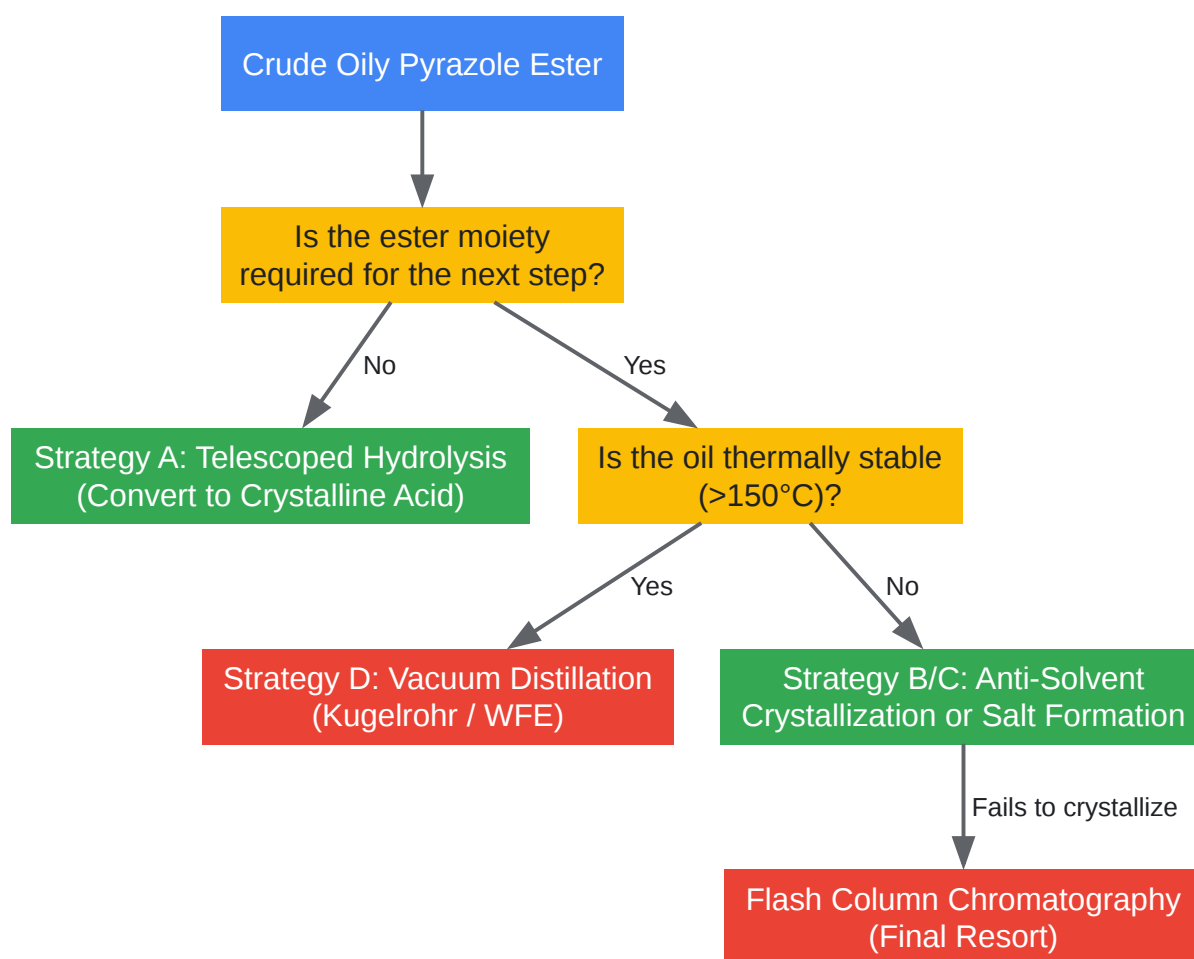 Crude Oily Pyrazole Ester
Is the ester moiety
required for the next step?
No
Yes
Strategy A: Telescoped Hydrolysis
(Convert to Crystalline Acid)
Is the oil thermally stable
(>150°C)?
Yes
No
Strategy D: Vacuum Distillation
(Kugelrohr / WFE)
Strategy B/C: Anti-Solvent
Crystallization or Salt Formation
Fails to crystallize
Flash Column Chromatography
(Final Resort)